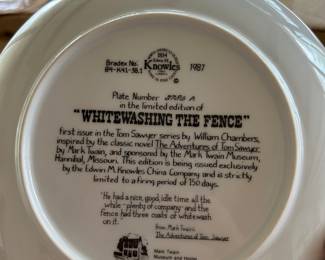 Edwin M.
Knowles
Bradex No.
84-K41-38.1
1987
Plate Number
in the limited edition of
"WHITEWASHING THE FENCE"
first issue in the Tom Sawyer series by William Chambers,
inspired by the classic novel The Adventures of Tom Sawyer,
by Mark Twain, and sponsored by the Mark Twain Museum,
Hannibal, Missouri. This edition is being issued exclusively
by the Edwin M. Knowles China Company and is strictly
limited to a firing period of 150 days.
"He had a nice, good, idle time all the
while - plenty of company - and the
fence had three coats of whitewash
on it."
from Mark Twain's
The Adventures of Tom Sawyer
Mark Twain
Museum and Home